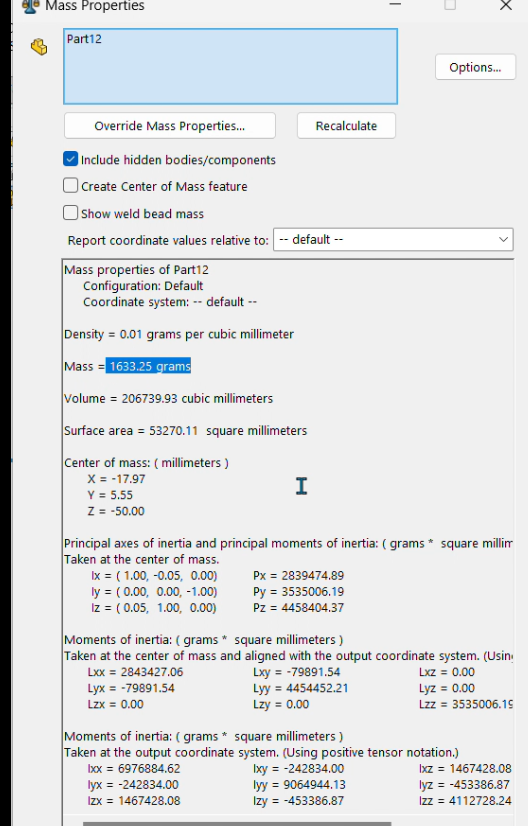 Mass Properties
Part12
Options...
Override Mass Properties...
Recalculate
Include hidden bodies/components
Create Center of Mass feature
Show weld bead mass
Report coordinate values relative to: -- default --
Mass properties of Part12
Configuration: Default
Coordinate system: -- default --
Density = 0.01 grams per cubic millimeter
Mass = 1633.25 grams
Volume = 206739.93 cubic millimeters
Surface area = 53270.11 square millimeters
Center of mass: ( millimeters )
X = -17.97
Y = 5.55
Z = -50.00
Principal axes of inertia and principal moments of inertia: ( grams * square millim
Taken at the center of mass.
Ix = ( 1.00, -0.05, 0.00) Px = 2839474.89
Iy = ( 0.00, 0.00, -1.00) Py = 3535006.19
Iz = ( 0.05, 1.00, 0.00) Pz = 4458404.37
Moments of inertia: ( grams * square millimeters )
Taken at the center of mass and aligned with the output coordinate system. (Using
Lxx = 2843427.06 Lxy = -79891.54 Lxz = 0.00
Lyx = -79891.54 Lyy = 4454452.21 Lyz = 0.00
Lzx = 0.00 Lzy = 0.00 Lzz = 3535006.19
Moments of inertia: ( grams * square millimeters )
Taken at the output coordinate system. (Using positive tensor notation.)
Ixx = 6976884.62 Ixy = -242834.00 Ixz = 1467428.08
Iyx = -242834.00 Iyy = 9064944.13 Iyz = -453386.87
Izx = 1467428.08 Izy = -453386.87 Izz = 4112728.24